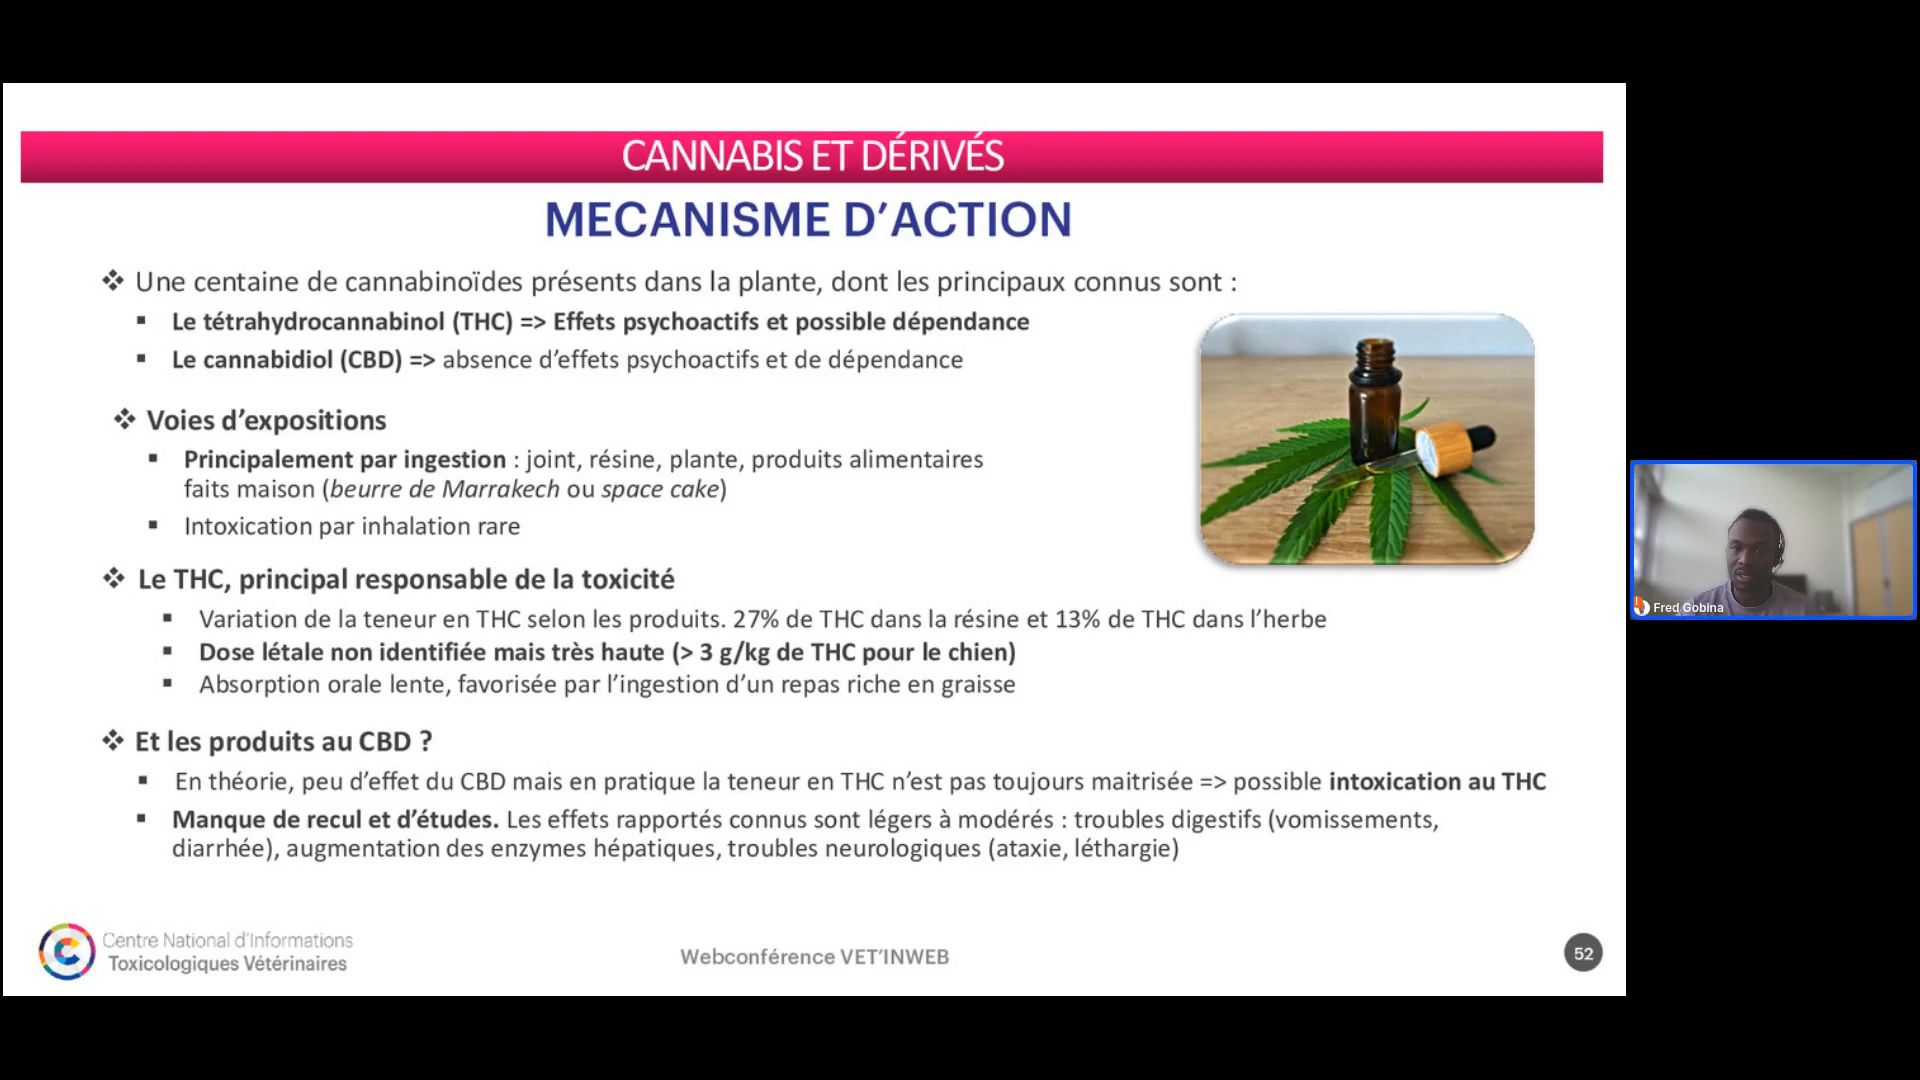 CANNABIS ET DÉRIVÉS
MECANISME D’ACTION
❖ Une centaine de cannabinoïdes présents dans la plante, dont les principaux connus sont :
▪ Le tétrahydrocannabinol (THC) => Effets psychoactifs et possible dépendance
▪ Le cannabidiol (CBD) => absence d’effets psychoactifs et de dépendance
❖ Voies d’expositions
▪ Principalement par ingestion : joint, résine, plante, produits alimentaires
faits maison (beurre de Marrakech ou space cake)
▪ Intoxication par inhalation rare
❖ Le THC, principal responsable de la toxicité
▪ Variation de la teneur en THC selon les produits. 27% de THC dans la résine et 13% de THC dans l’herbe
▪ Dose létale non identifiée mais très haute (> 3 g/kg de THC pour le chien)
▪ Absorption orale lente, favorisée par l’ingestion d’un repas riche en graisse
❖ Et les produits au CBD ?
▪ En théorie, peu d’effet du CBD mais en pratique la teneur en THC n’est pas toujours maitrisée => possible intoxication au THC
▪ Manque de recul et d’études. Les effets rapportés connus sont légers à modérés : troubles digestifs (vomissements,
diarrhée), augmentation des enzymes hépatiques, troubles neurologiques (ataxie, léthargie)
Centre National d’Informations
Toxicologiques Vétérinaires
Webconférence VET’INWEB
52
Fred Gobina